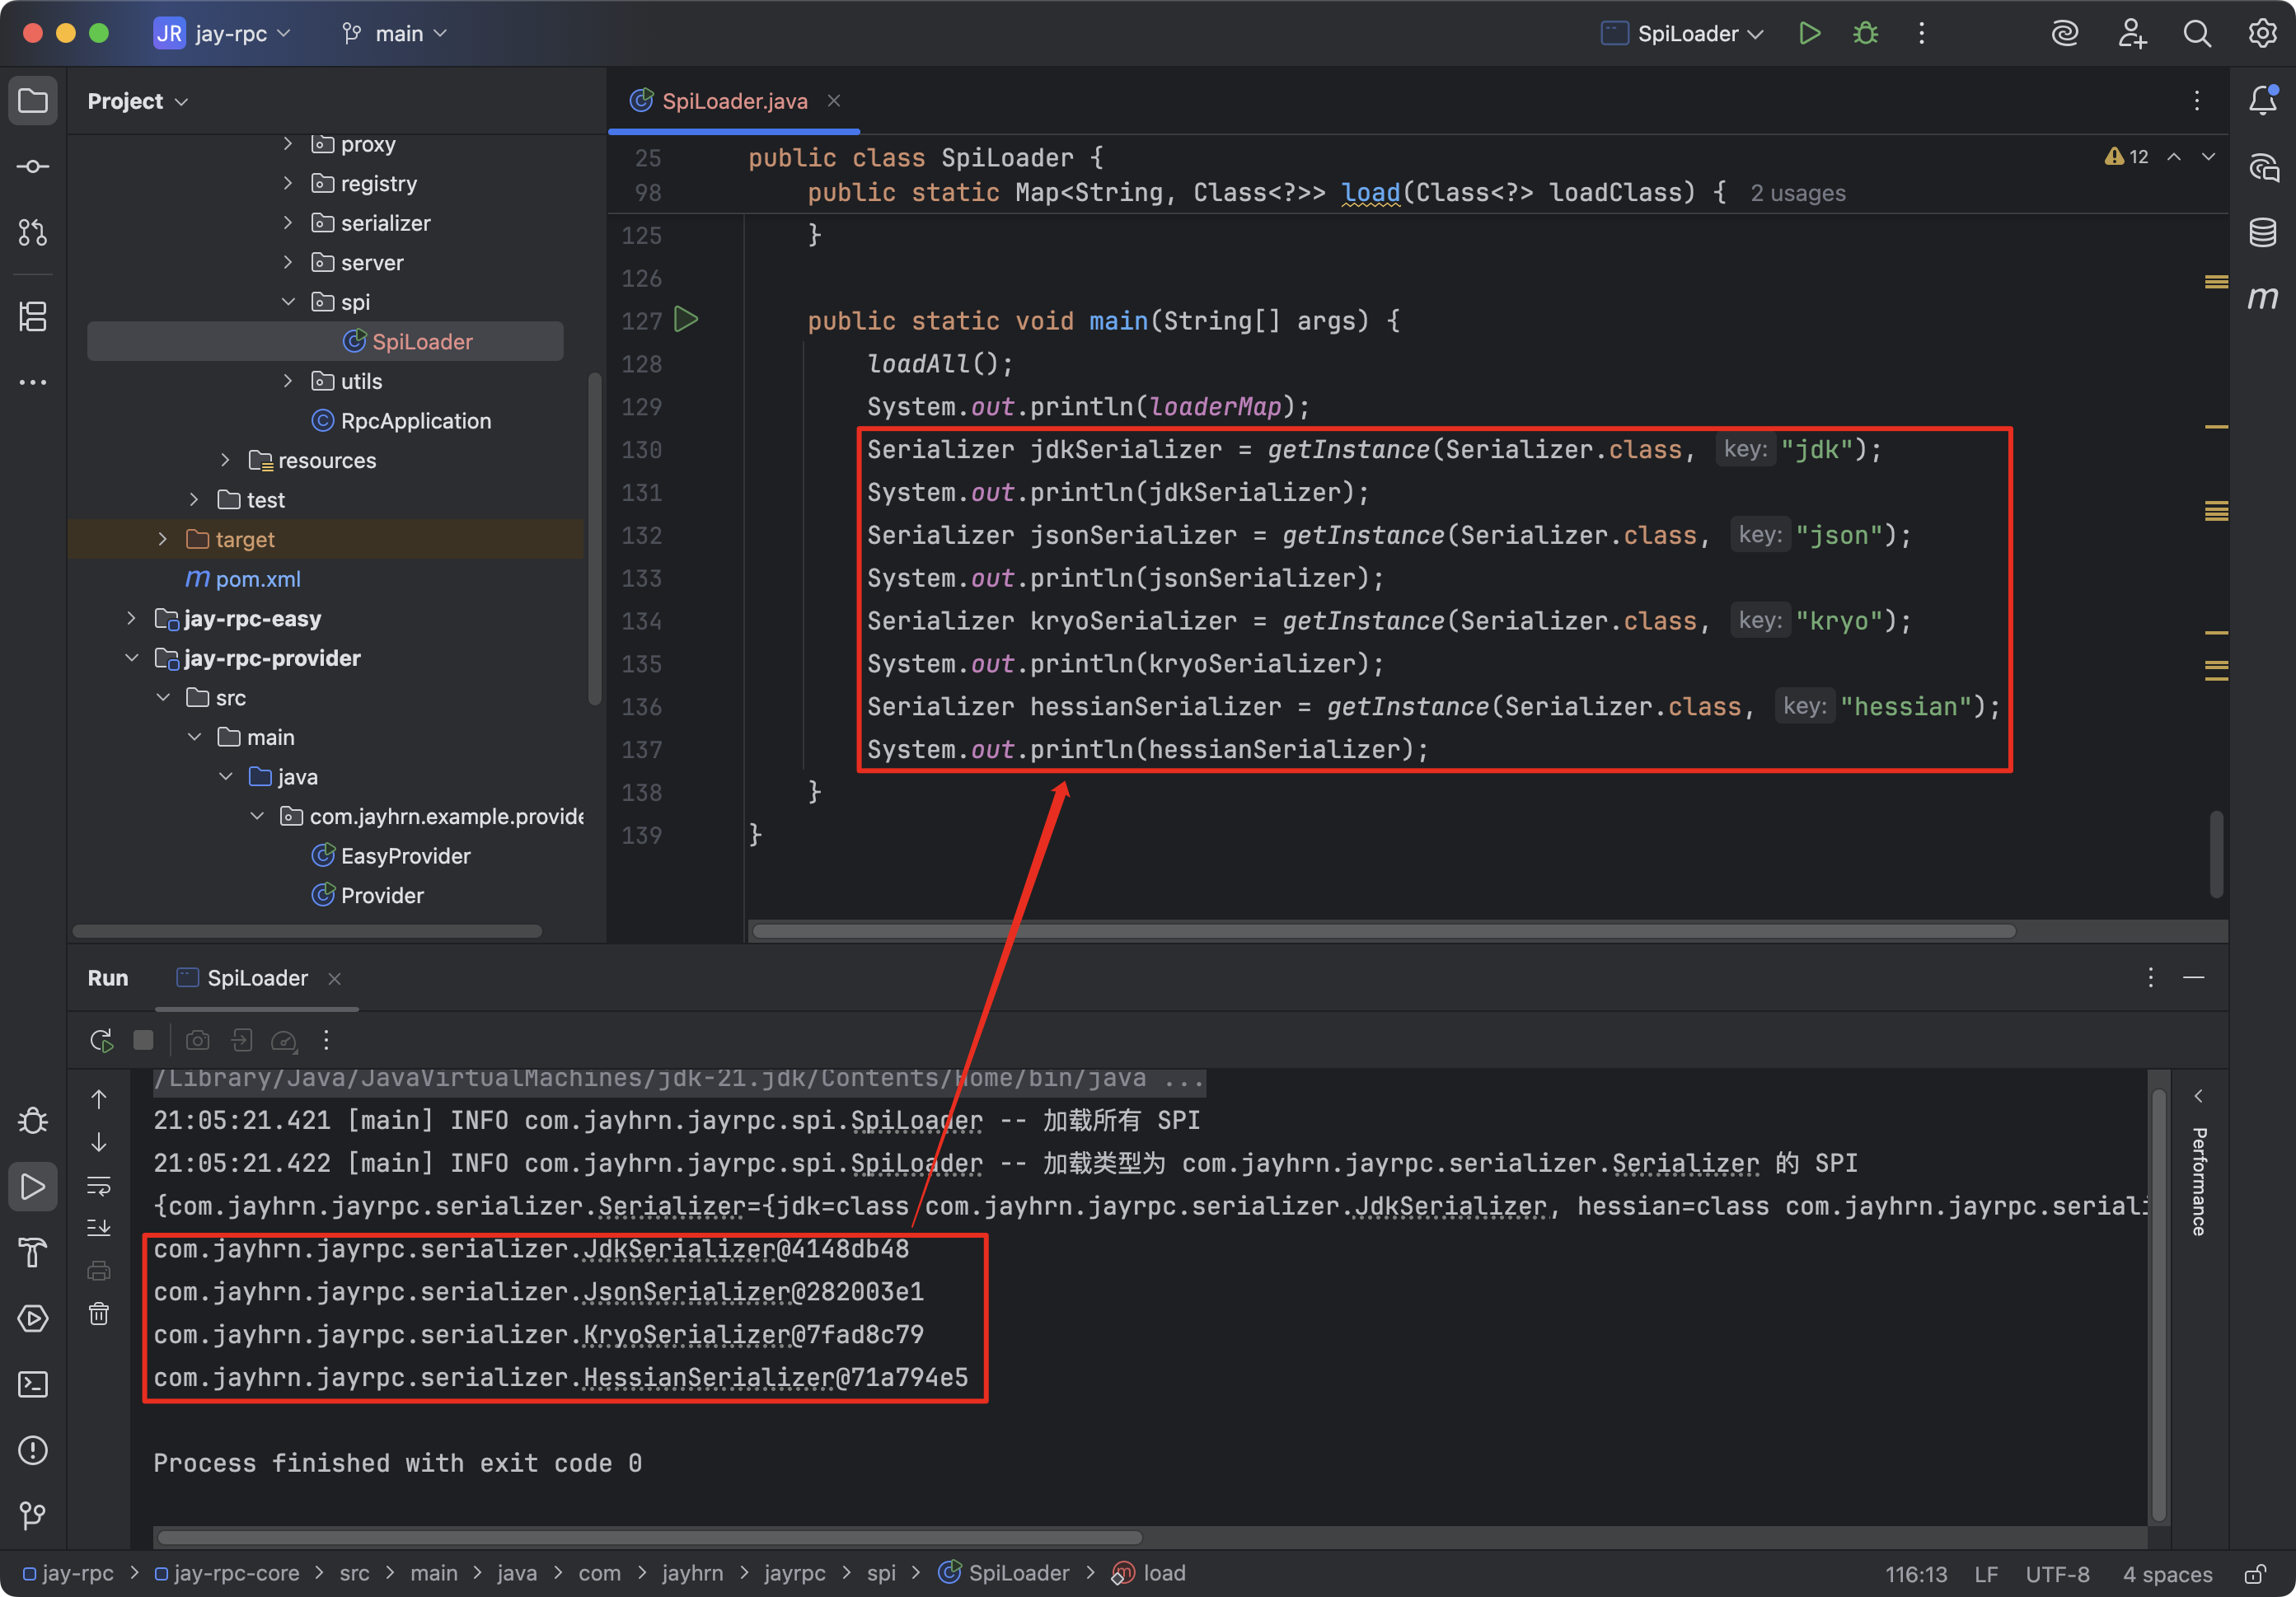 JR jay-rpc main SpiLoader
Project
proxy
registry
serializer
server
spi
SpiLoader
utils
RpcApplication
resources
test
target
m pom.xml
jay-rpc-easy
jay-rpc-provider
src
main
java
com.jayhrn.example.provide
EasyProvider
Provider
SpiLoader.java
12
25 public class SpiLoader {
98 public static Map<String, Class<?>> load(Class<?> loadClass) { 2 usages
125 }
126
127 public static void main(String[] args) {
128 loadAll();
129 System.out.println(loaderMap);
130 Serializer jdkSerializer = getInstance(Serializer.class, key: "jdk");
131 System.out.println(jdkSerializer);
132 Serializer jsonSerializer = getInstance(Serializer.class, key: "json");
133 System.out.println(jsonSerializer);
134 Serializer kryoSerializer = getInstance(Serializer.class, key: "kryo");
135 System.out.println(kryoSerializer);
136 Serializer hessianSerializer = getInstance(Serializer.class, key: "hessian");
137 System.out.println(hessianSerializer);
138 }
139 }
m
Run SpiLoader
/Library/Java/JavaVirtualMachines/jdk-21.jdk/Contents/Home/bin/java ...
21:05:21.421 [main] INFO com.jayhrn.jayrpc.spi.SpiLoader -- 加载所有 SPI
21:05:21.422 [main] INFO com.jayhrn.jayrpc.spi.SpiLoader -- 加载类型为 com.jayhrn.jayrpc.serializer.Serializer 的 SPI
{com.jayhrn.jayrpc.serializer.Serializer={jdk=class com.jayhrn.jayrpc.serializer.JdkSerializer, hessian=class com.jayhrn.jayrpc.seriali
com.jayhrn.jayrpc.serializer.JdkSerializer@4148db48
com.jayhrn.jayrpc.serializer.JsonSerializer@282003e1
com.jayhrn.jayrpc.serializer.KryoSerializer@7fad8c79
com.jayhrn.jayrpc.serializer.HessianSerializer@71a794e5
Process finished with exit code 0
Performance
jay-rpc > jay-rpc-core > src > main > java > com > jayhrn > jayrpc > spi > SpiLoader > load
116:13 LF UTF-8 4 spaces